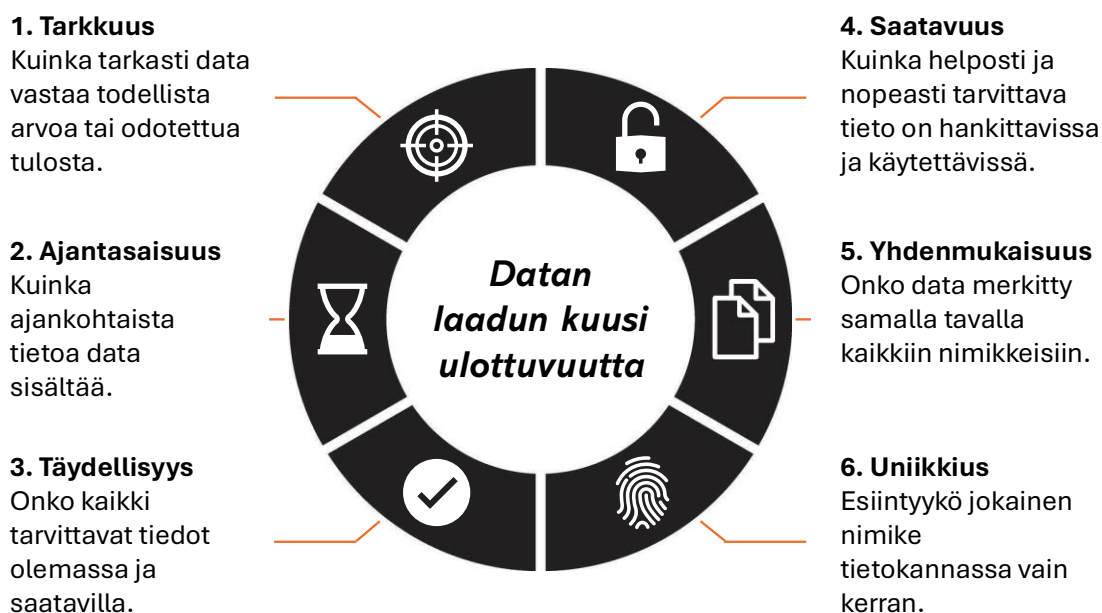 1. Tarkkuus
Kuinka tarkasti data
vastaa todellista
arvoa tai odotettua
tulosta.
2. Ajantasaisuus
Kuinka
ajankohtaista
tietoa data
sisältää.
3. Täydellisyys
Onko kaikki
tarvittavat tiedot
olemassa ja
saatavilla.
Datan
laadun kuusi
ulottuvuutta
4. Saatavuus
Kuinka helposti ja
nopeasti tarvittava
tieto on hankittavissa
ja käytettävissä.
5. Yhdenmukaisuus
Onko data merkitty
samalla tavalla
kaikkiin nimikkeisiin.
6. Uniikkius
Esiintyykö jokainen
nimike
tietokannassa vain
kerran.